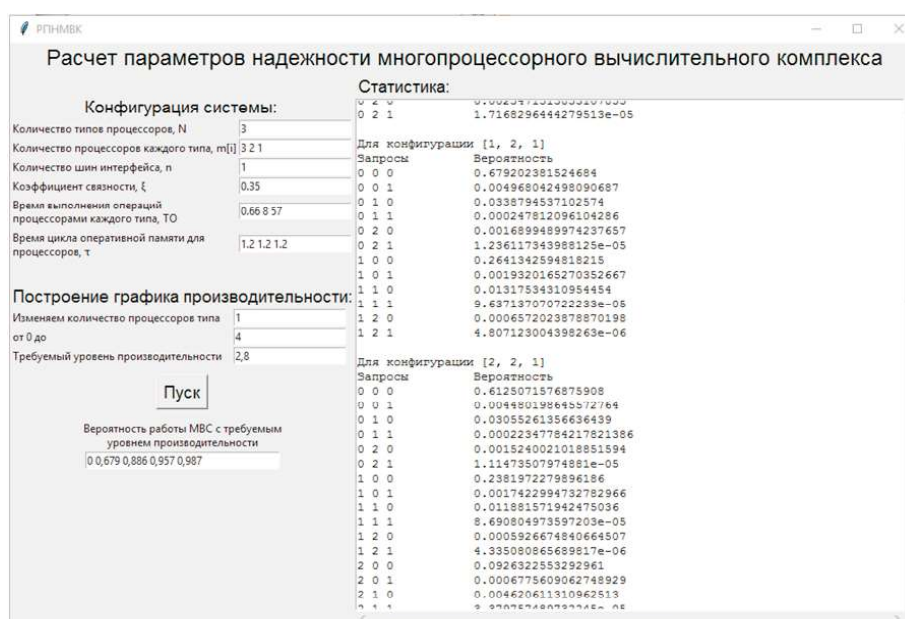 РПНМВК
Расчет параметров надежности многопроцессорного вычислительного комплекса
Конфигурация системы:
Количество типов процессоров, N 3
Количество процессоров каждого типа, m[i] 3 2 1
Количество шин интерфейса, n 1
Коэффициент связности, ξ 0.35
Время выполнения операций
процессорами каждого типа, ТО 0.66 8 57
Время цикла оперативной памяти для
процессоров, τ 1.2 1.2 1.2
Построение графика производительности:
Изменяем количество процессоров типа 1
от 0 до 4
Требуемый уровень производительности 2,8
Пуск
Вероятность работы МВС с требуемым
уровнем производительности
0 0,679 0,886 0,957 0,987
Статистика:
0 2 0
0 2 1 1.7168296444279513e-05
Для конфигурации [1, 2, 1]
Запросы Вероятность
0 0 0 0.679202381524684
0 0 1 0.004968042498090687
0 1 0 0.0338794537102574
0 1 1 0.000247812096104286
0 2 0 0.0016899489974237657
0 2 1 1.236117343988125e-05
1 0 0 0.2641342594818215
1 0 1 0.0019320165270352667
1 1 0 0.01317534310954454
1 1 1 9.637137070722233e-05
1 2 0 0.0006572023878870198
1 2 1 4.807123004398263e-06
Для конфигурации [2, 2, 1]
Запросы Вероятность
0 0 0 0.6125071576875908
0 0 1 0.004480198645572764
0 1 0 0.03055261356636439
0 1 1 0.00022347784217821386
0 2 0 0.0015240021018851594
0 2 1 1.11473507974881e-05
1 0 0 0.2381972279896186
1 0 1 0.0017422994732782966
1 1 0 0.011881571942475036
1 1 1 8.690804973597203e-05
1 2 0 0.0005926674840664507
1 2 1 4.335080865689817e-06
2 0 0 0.0926322553292961
2 0 1 0.0006775609062748929
2 1 0 0.004620611310962513
2 1 1